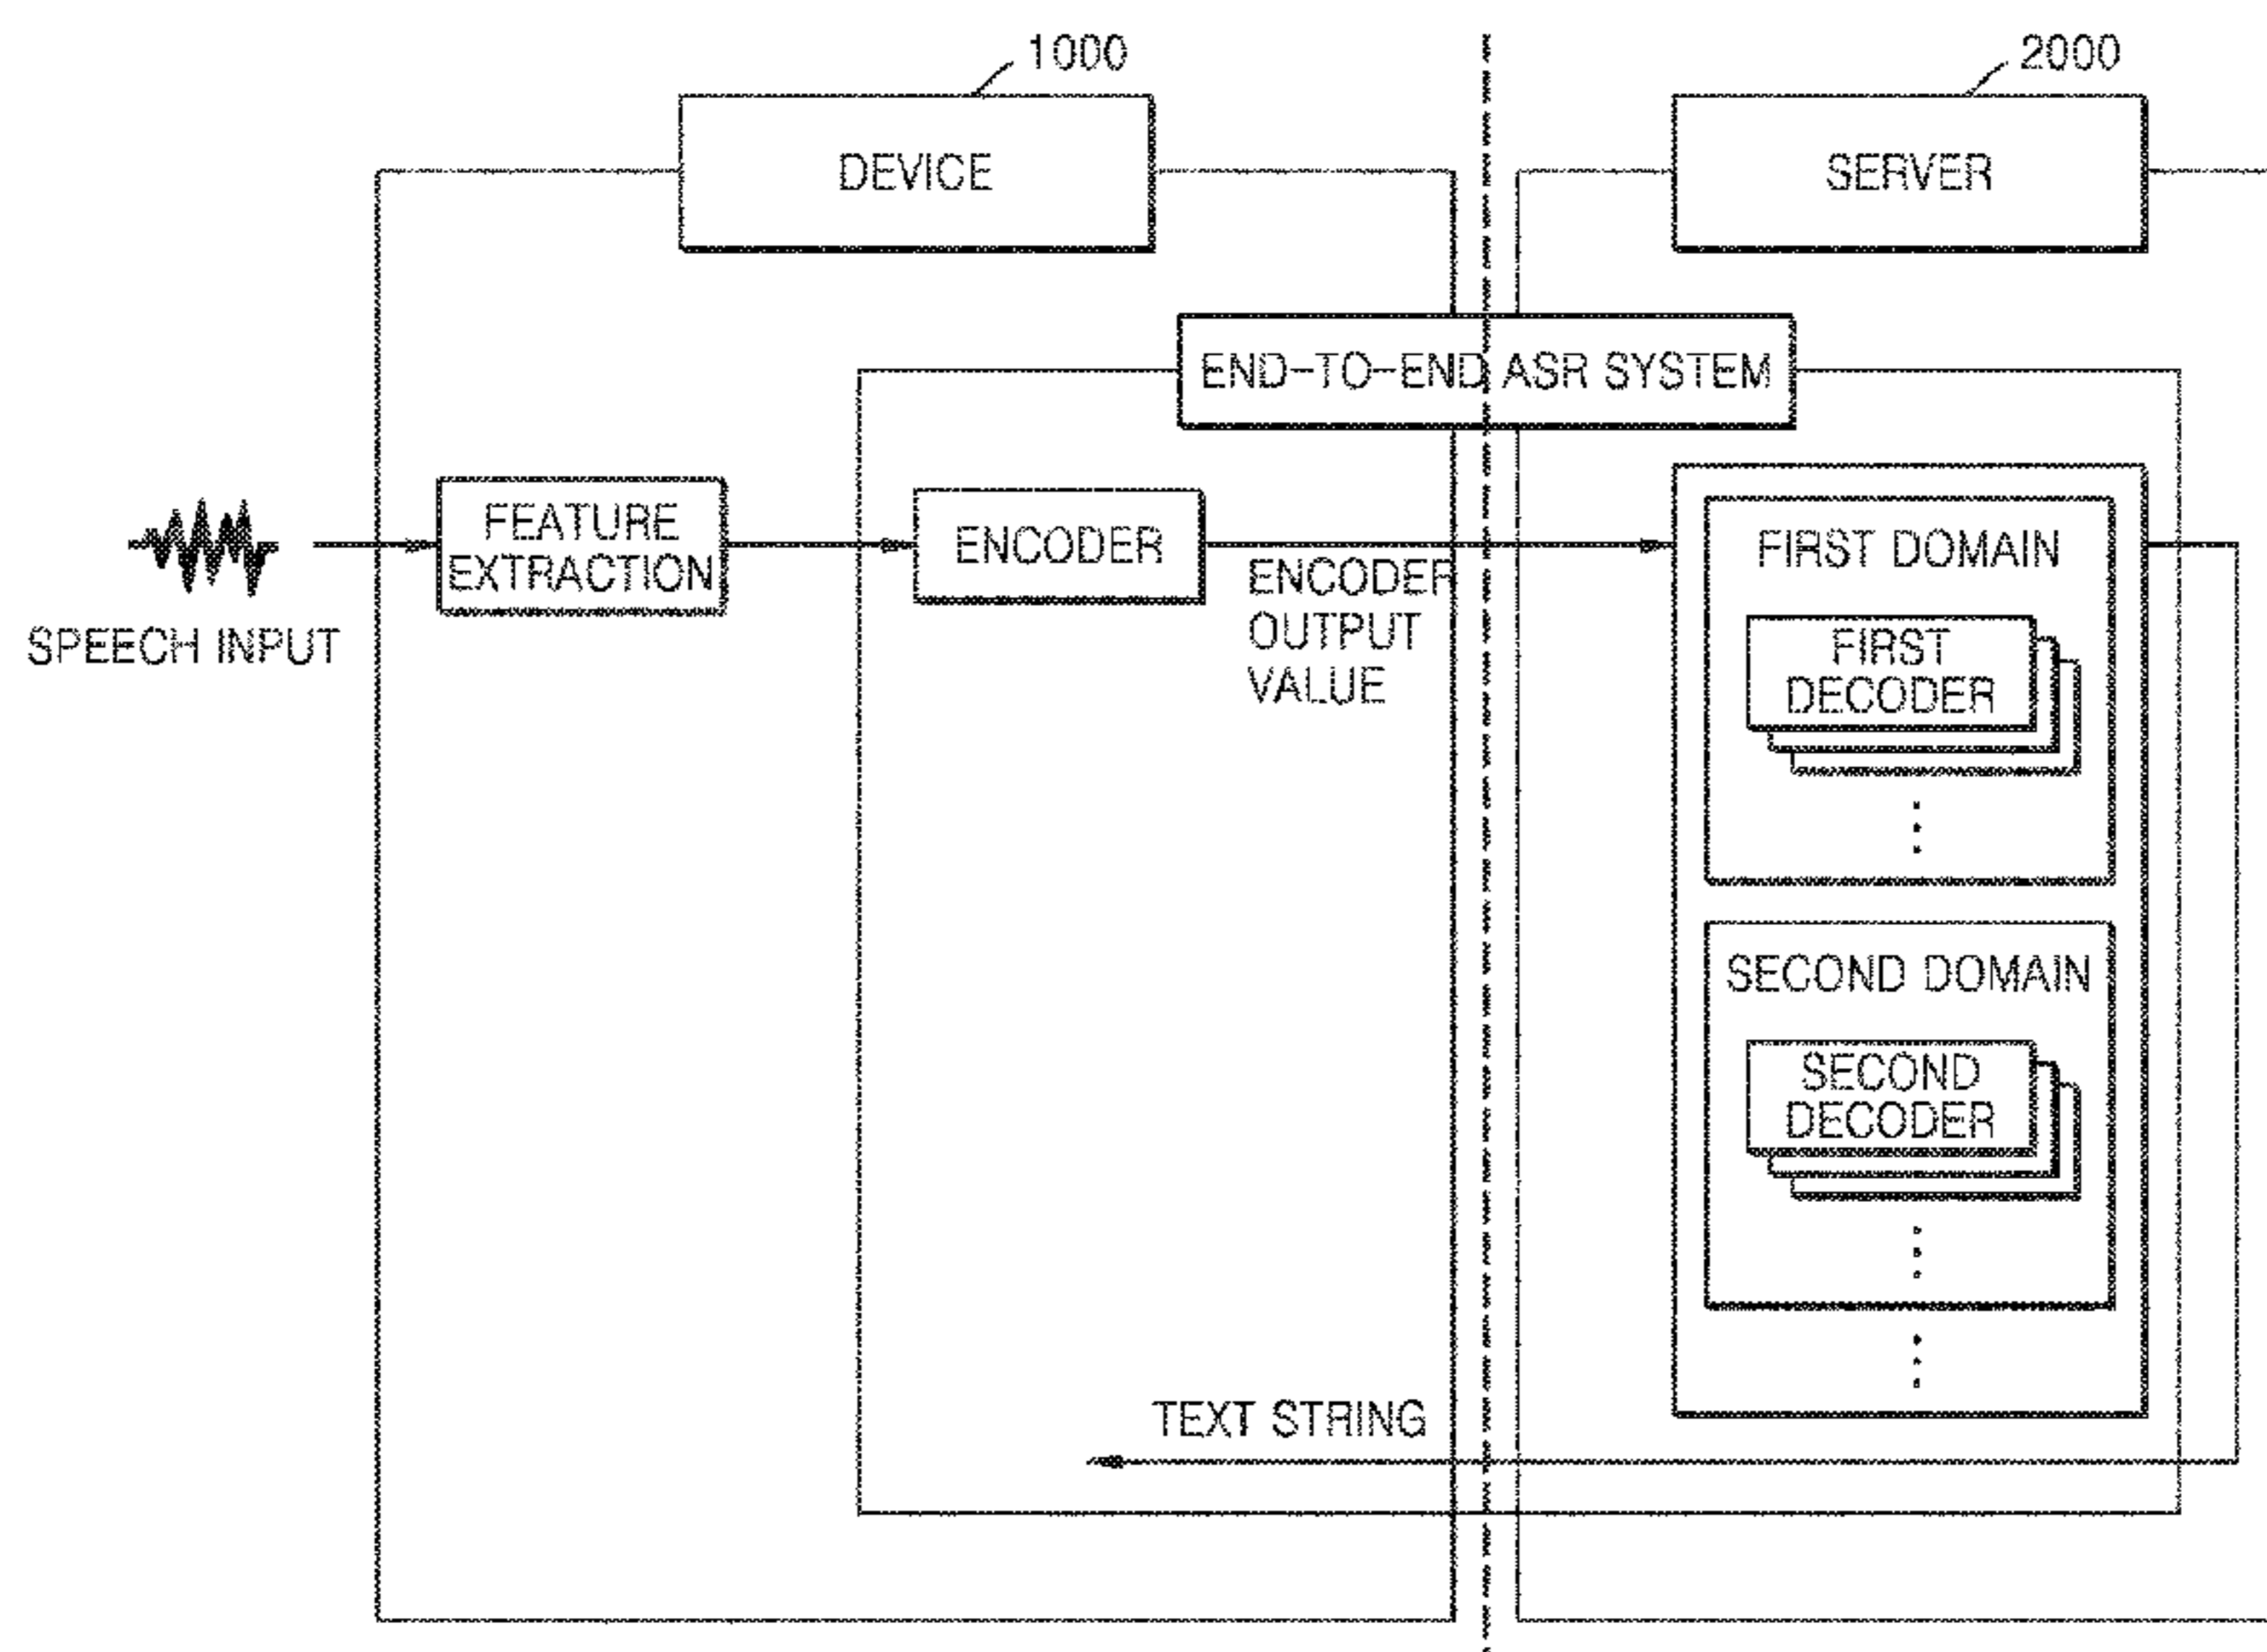 1000
2000
DEVICE
SERVER
END-TO-END ASR SYSTEM
SPEECH INPUT
FEATURE
EXTRACTION
ENCODER
ENCODER
OUTPUT
VALUE
FIRST DOMAIN
FIRST
DECODER
SECOND DOMAIN
SECOND
DECODER
TEXT STRING